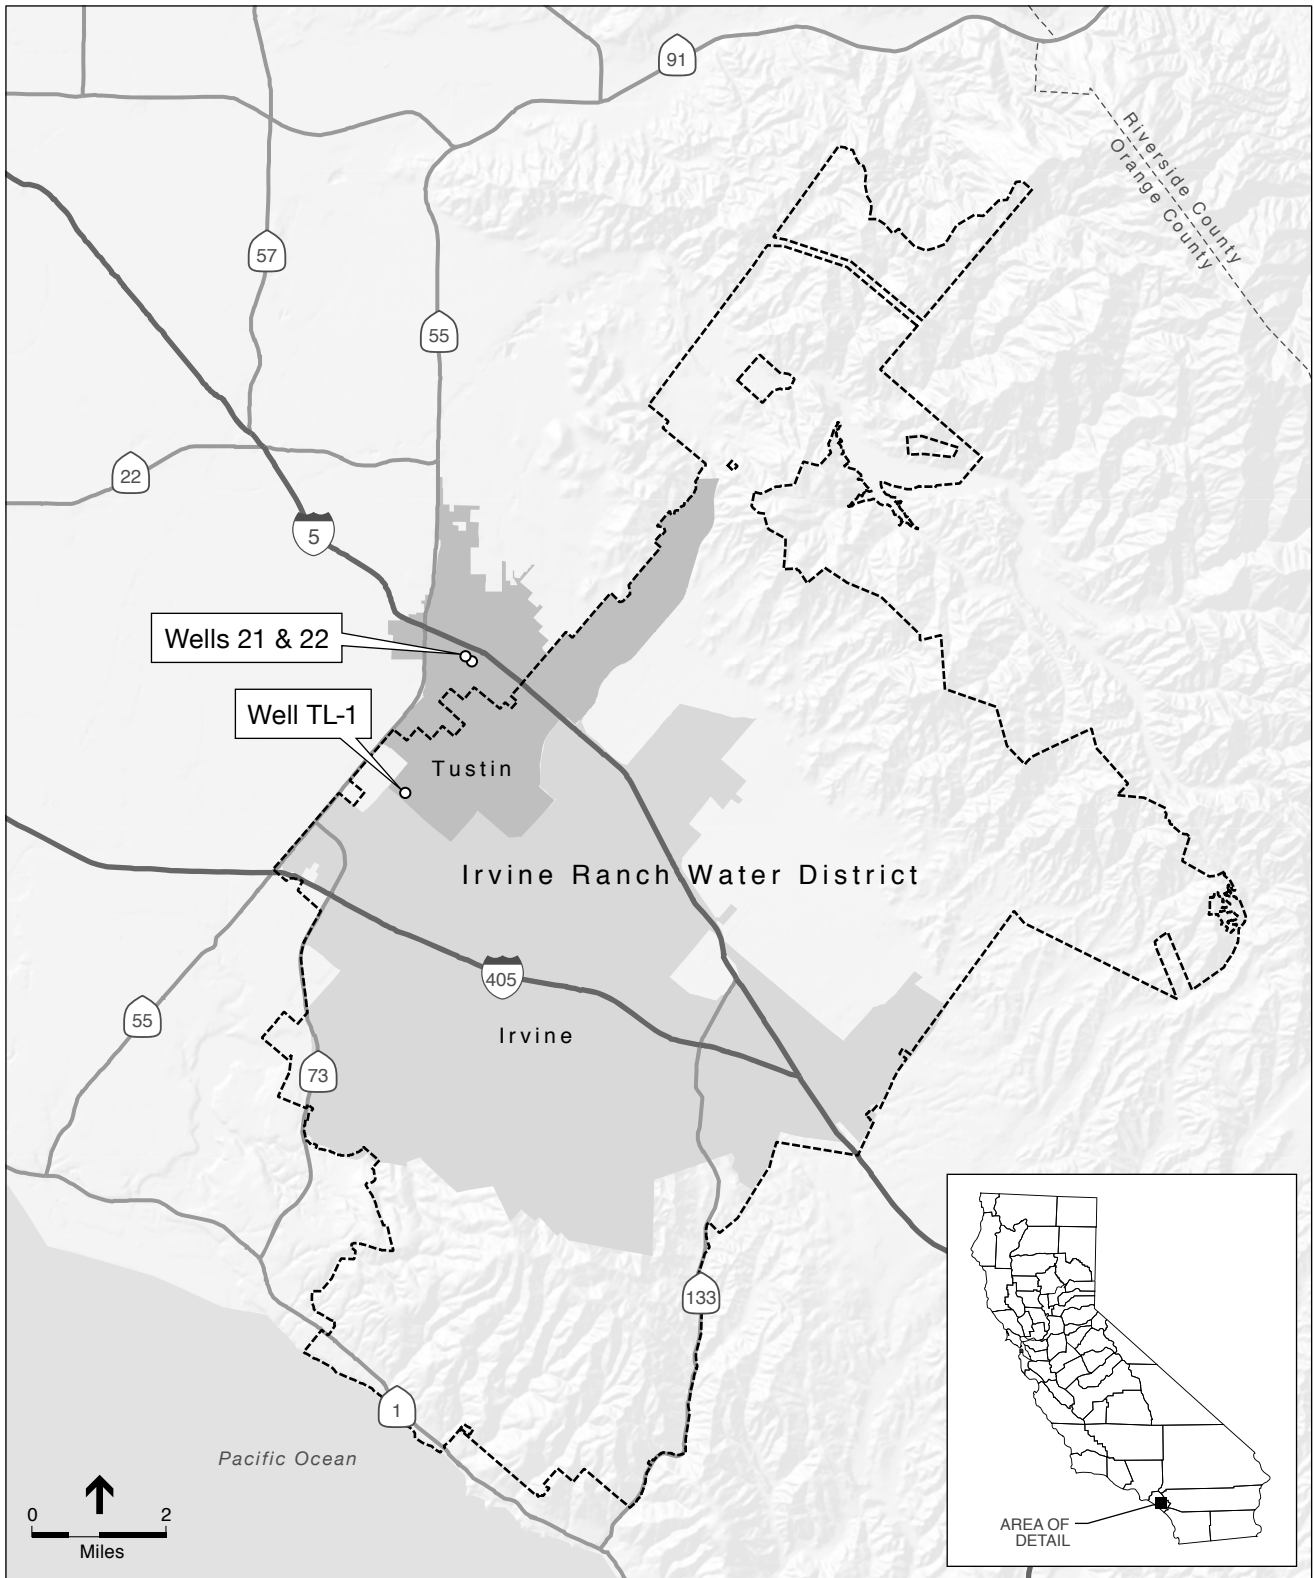 91
Riverside County
Orange County
57
55
22
5
Wells 21 & 22
Well TL-1
Tustin
Irvine Ranch Water District
405
Irvine
55
73
133
1
Pacific Ocean
0 2
Miles
AREA OF
DETAIL